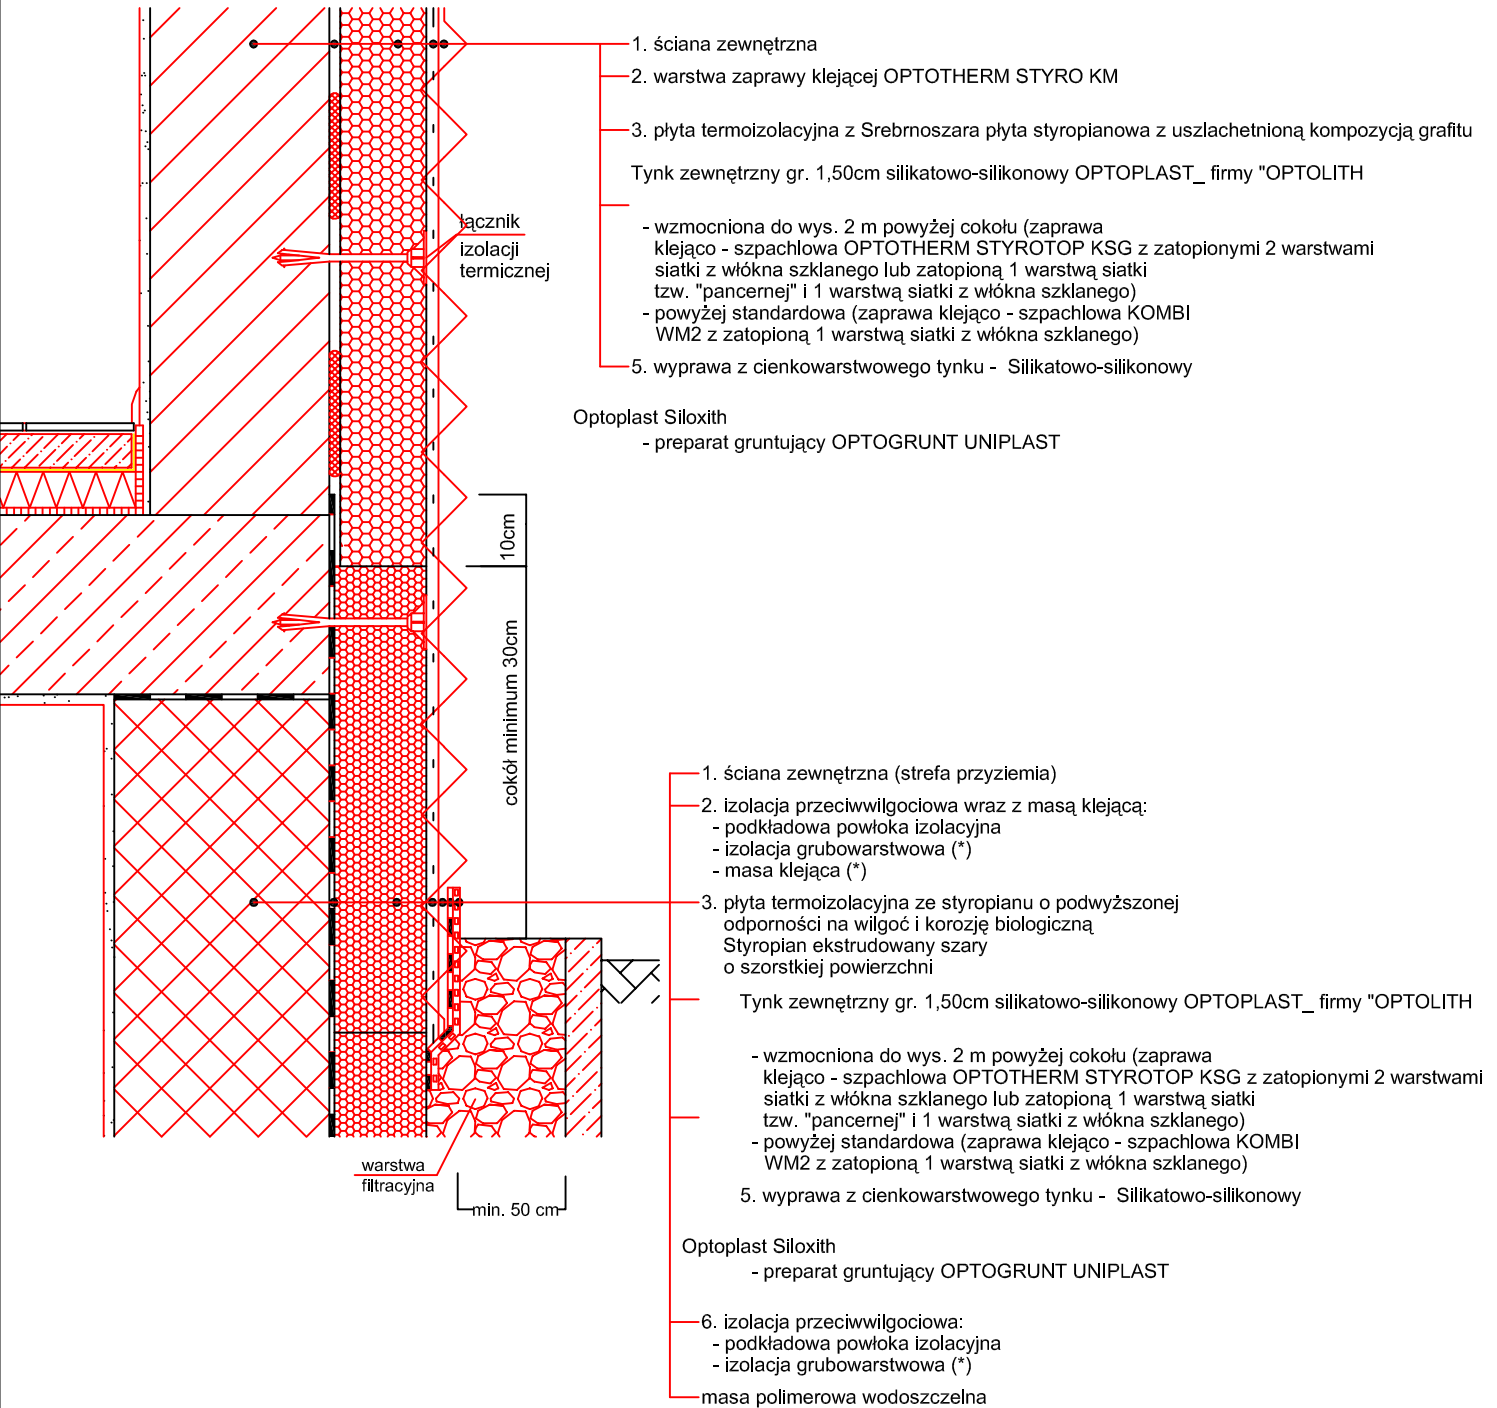 1. ściana zewnętrzna
2. warstwa zaprawy klejącej OPTOTHERM STYRO KM
3. płyta termoizolacyjna z Srebrnoszara płyta styropianowa z uszlachetnioną kompozycją grafitu
Tynk zewnętrzny gr. 1,50cm silikatowo-silikonowy OPTOPLAST_ firmy "OPTOLITH
- wzmocniona do wys. 2 m powyżej cokołu (zaprawa
klejąco - szpachlowa OPTOTHERM STYROTOP KSG z zatopionymi 2 warstwami
siatki z włókna szklanego lub zatopioną 1 warstwą siatki
tzw. "pancernej" i 1 warstwą siatki z włókna szklanego)
- powyżej standardowa (zaprawa klejąco - szpachlowa KOMBI
WM2 z zatopioną 1 warstwą siatki z włókna szklanego)
5. wyprawa z cienkowarstwowego tynku - Silikatowo-silikonowy
Optoplast Siloxith
- preparat gruntujący OPTOGRUNT UNIPLAST
łącznik
izolacji
termicznej
10cm
cokół minimum 30cm
1. ściana zewnętrzna (strefa przyziemia)
2. izolacja przeciwwilgociowa wraz z masą klejącą:
- podkładowa powłoka izolacyjna
- izolacja grubowarstwowa (*)
- masa klejąca (*)
3. płyta termoizolacyjna ze styropianu o podwyższonej
odporności na wilgoć i korozję biologiczną
Styropian ekstrudowany szary
o szorstkiej powierzchni
Tynk zewnętrzny gr. 1,50cm silikatowo-silikonowy OPTOPLAST_ firmy "OPTOLITH
- wzmocniona do wys. 2 m powyżej cokołu (zaprawa
klejąco - szpachlowa OPTOTHERM STYROTOP KSG z zatopionymi 2 warstwami
siatki z włókna szklanego lub zatopioną 1 warstwą siatki
tzw. "pancernej" i 1 warstwą siatki z włókna szklanego)
- powyżej standardowa (zaprawa klejąco - szpachlowa KOMBI
WM2 z zatopioną 1 warstwą siatki z włókna szklanego)
5. wyprawa z cienkowarstwowego tynku - Silikatowo-silikonowy
Optoplast Siloxith
- preparat gruntujący OPTOGRUNT UNIPLAST
6. izolacja przeciwwilgociowa:
- podkładowa powłoka izolacyjna
- izolacja grubowarstwowa (*)
masa polimerowa wodoszczelna
warstwa
filtracyjna
min. 50 cm